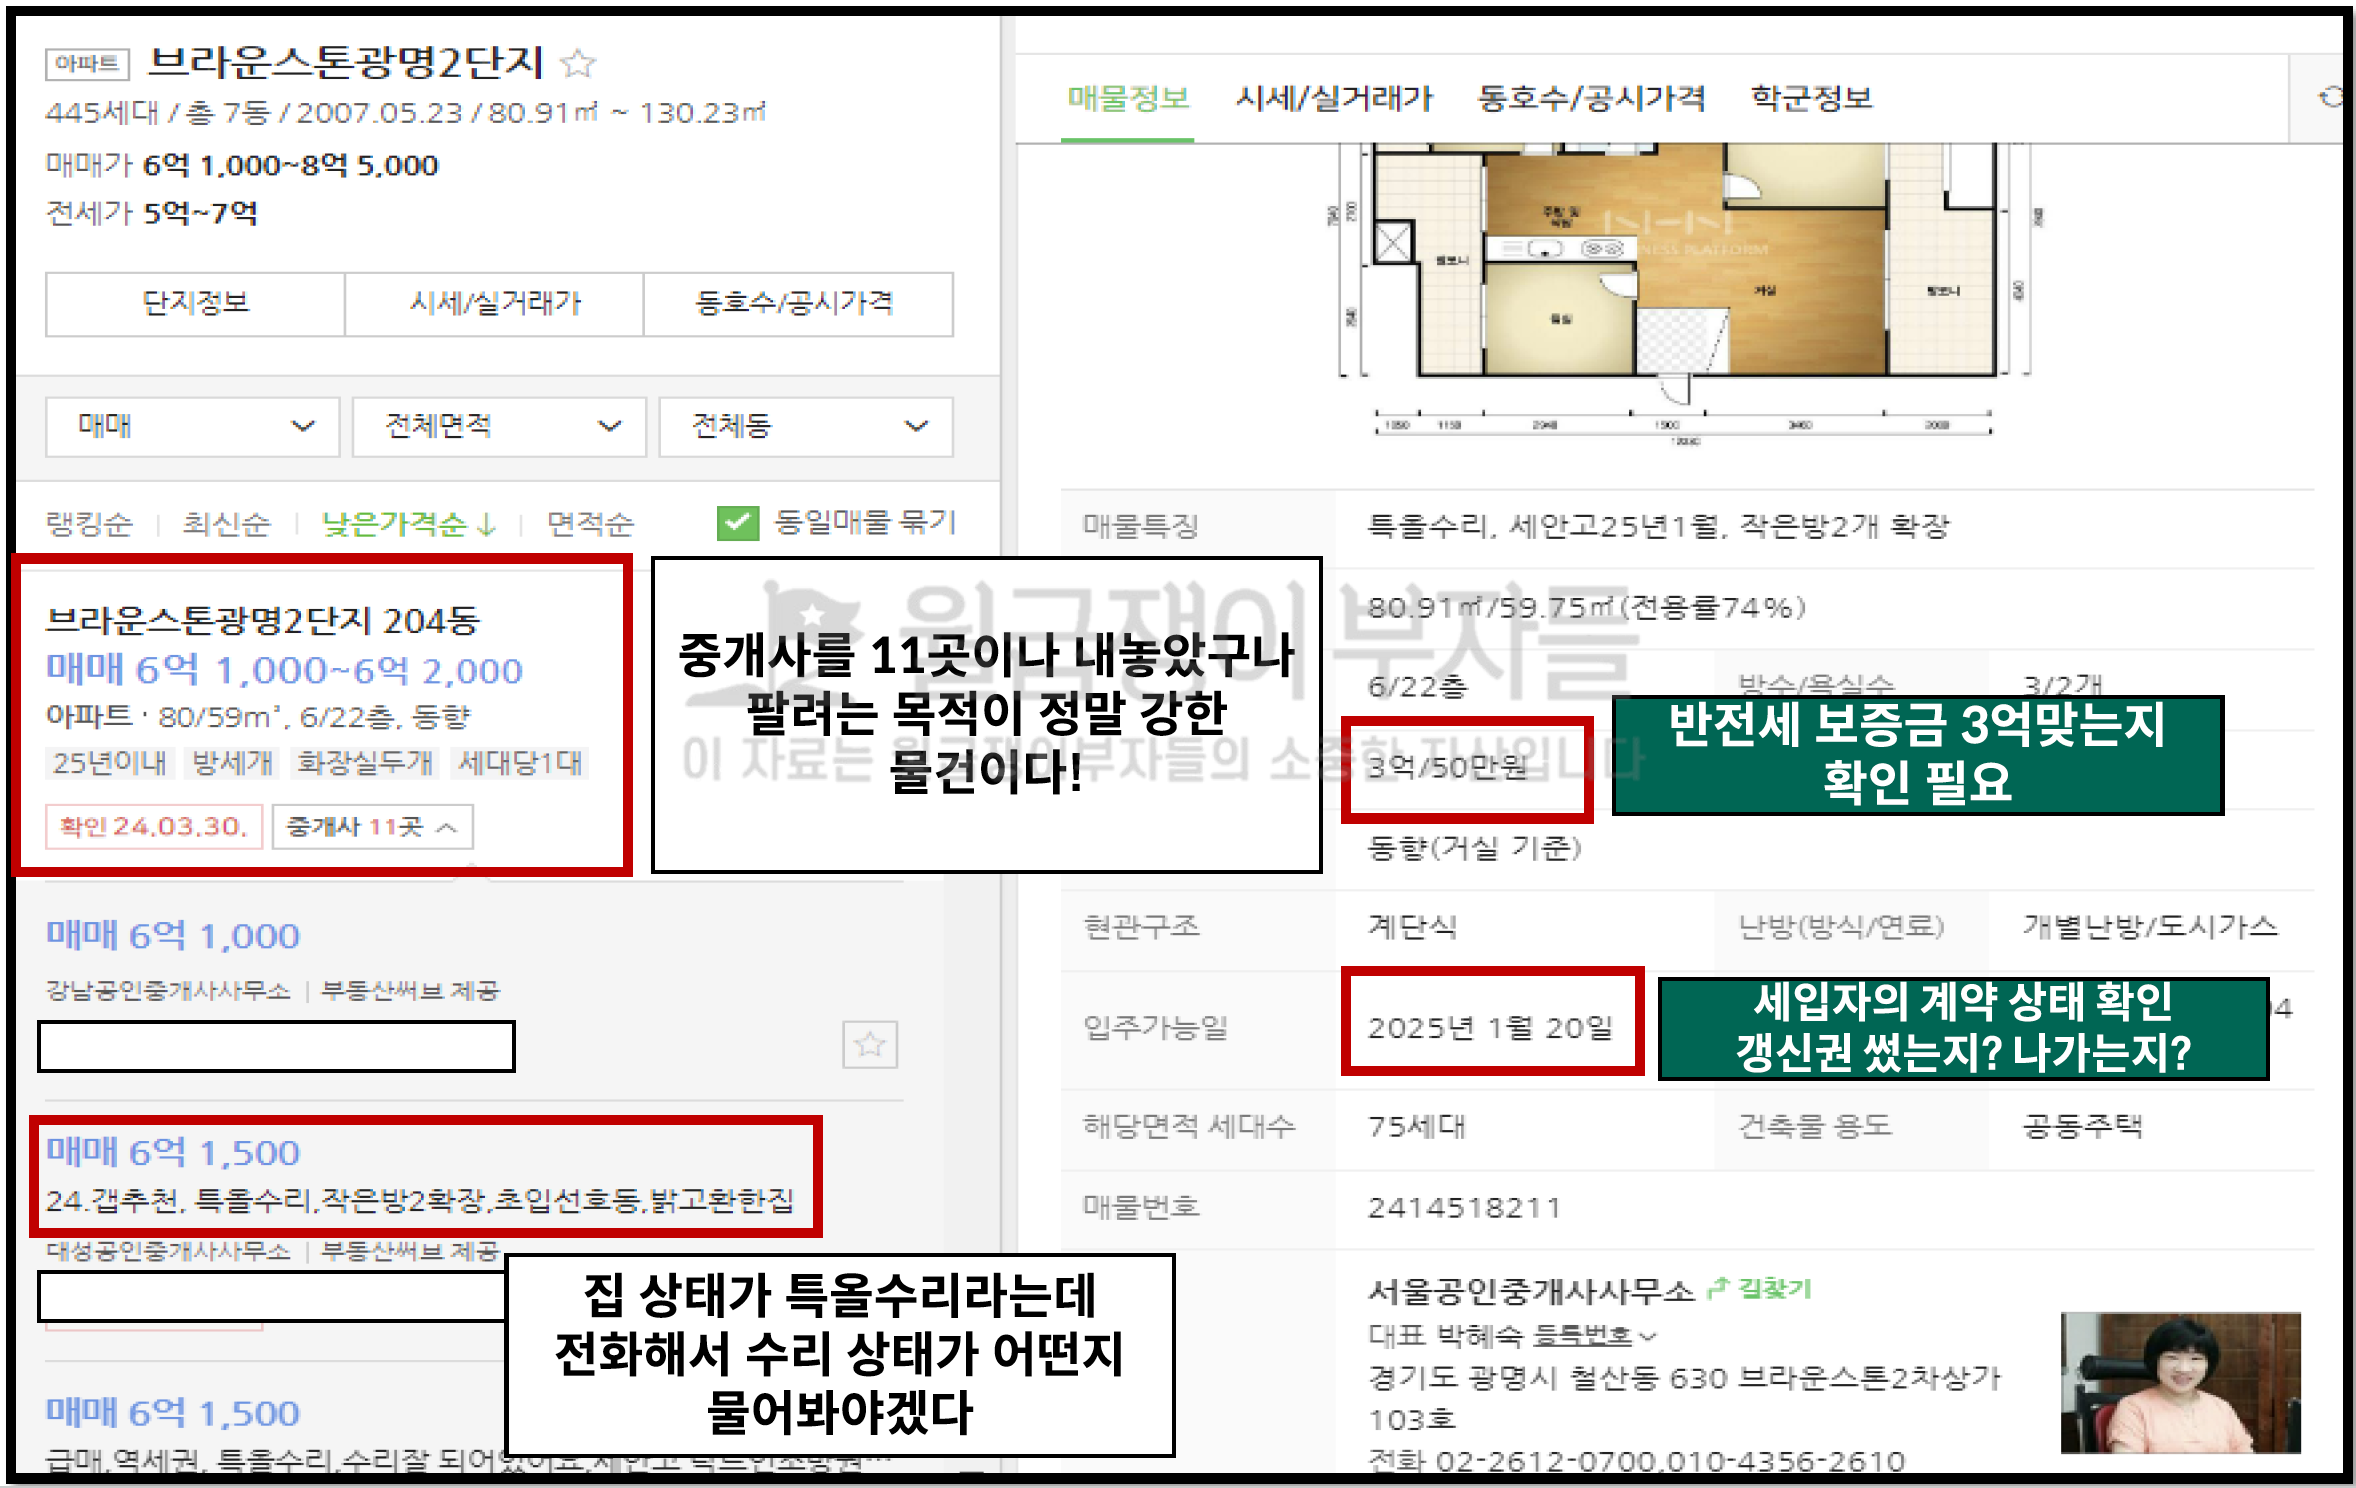 아파트 브라운스톤광명2단지
445세대 / 총 7동 / 2007.05.23 / 80.91㎡ ~ 130.23㎡
매매가 6억 1,000~8억 5,000
전세가 5억~7억
단지정보 시세/실거래가 동호수/공시가격
매매 전체면적 전체동
랭킹순 최신순 낮은가격순↓ 면적순 동일매물 묶기
브라운스톤광명2단지 204동
매매 6억 1,000~6억 2,000
아파트 · 80/59m², 6/22층, 동향
25년이내 방세개 화장실두개 세대당1대
확인 24.03.30. 중개사 11곳
매매 6억 1,000
강남공인중개사사무소 | 부동산써브 제공
매매 6억 1,500
24.갭추천, 특올수리,작은방2확장,초입선호동,밝고환한집
대성공인중개사사무소 | 부동산써브 제공
매매 6억 1,500
급매,역세권, 특올수리,수리잘 되어있어요,세안고
중개사를 11곳이나 내놓았구나
팔려는 목적이 정말 강한
물건이다!
집 상태가 특올수리라는데
전화해서 수리 상태가 어떤지
물어봐야겠다
월급쟁이부자들
이 자료는 월급쟁이부자들의 소중한 자산입니다
매물정보 시세/실거래가 동호수/공시가격 학군정보
주방 및
식당
발코니
침실
거실
발코니
NESS PLATFORM
매물특징 특올수리, 세안고25년1월, 작은방2개 확장
80.91㎡/59.75㎡(전용률74%)
6/22층 방수/욕실수 3/2개
3억/50만원
반전세 보증금 3억맞는지
확인 필요
동향(거실 기준)
현관구조 계단식 난방(방식/연료) 개별난방/도시가스
입주가능일 2025년 1월 20일
세입자의 계약 상태 확인
갱신권 썼는지? 나가는지?
해당면적 세대수 75세대 건축물 용도 공동주택
매물번호 2414518211
서울공인중개사사무소 길찾기
대표 박혜숙 등록번호
경기도 광명시 철산동 630 브라운스톤2차상가
103호
전화 02-2612-0700,010-4356-2610